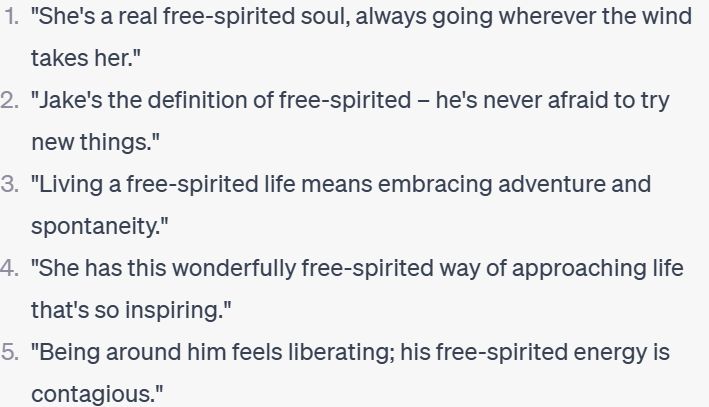 1. "She's a real free-spirited soul, always going wherever the wind
takes her."
2. "Jake's the definition of free-spirited – he's never afraid to try
new things."
3. "Living a free-spirited life means embracing adventure and
spontaneity."
4. "She has this wonderfully free-spirited way of approaching life
that's so inspiring."
5. "Being around him feels liberating; his free-spirited energy is
contagious."